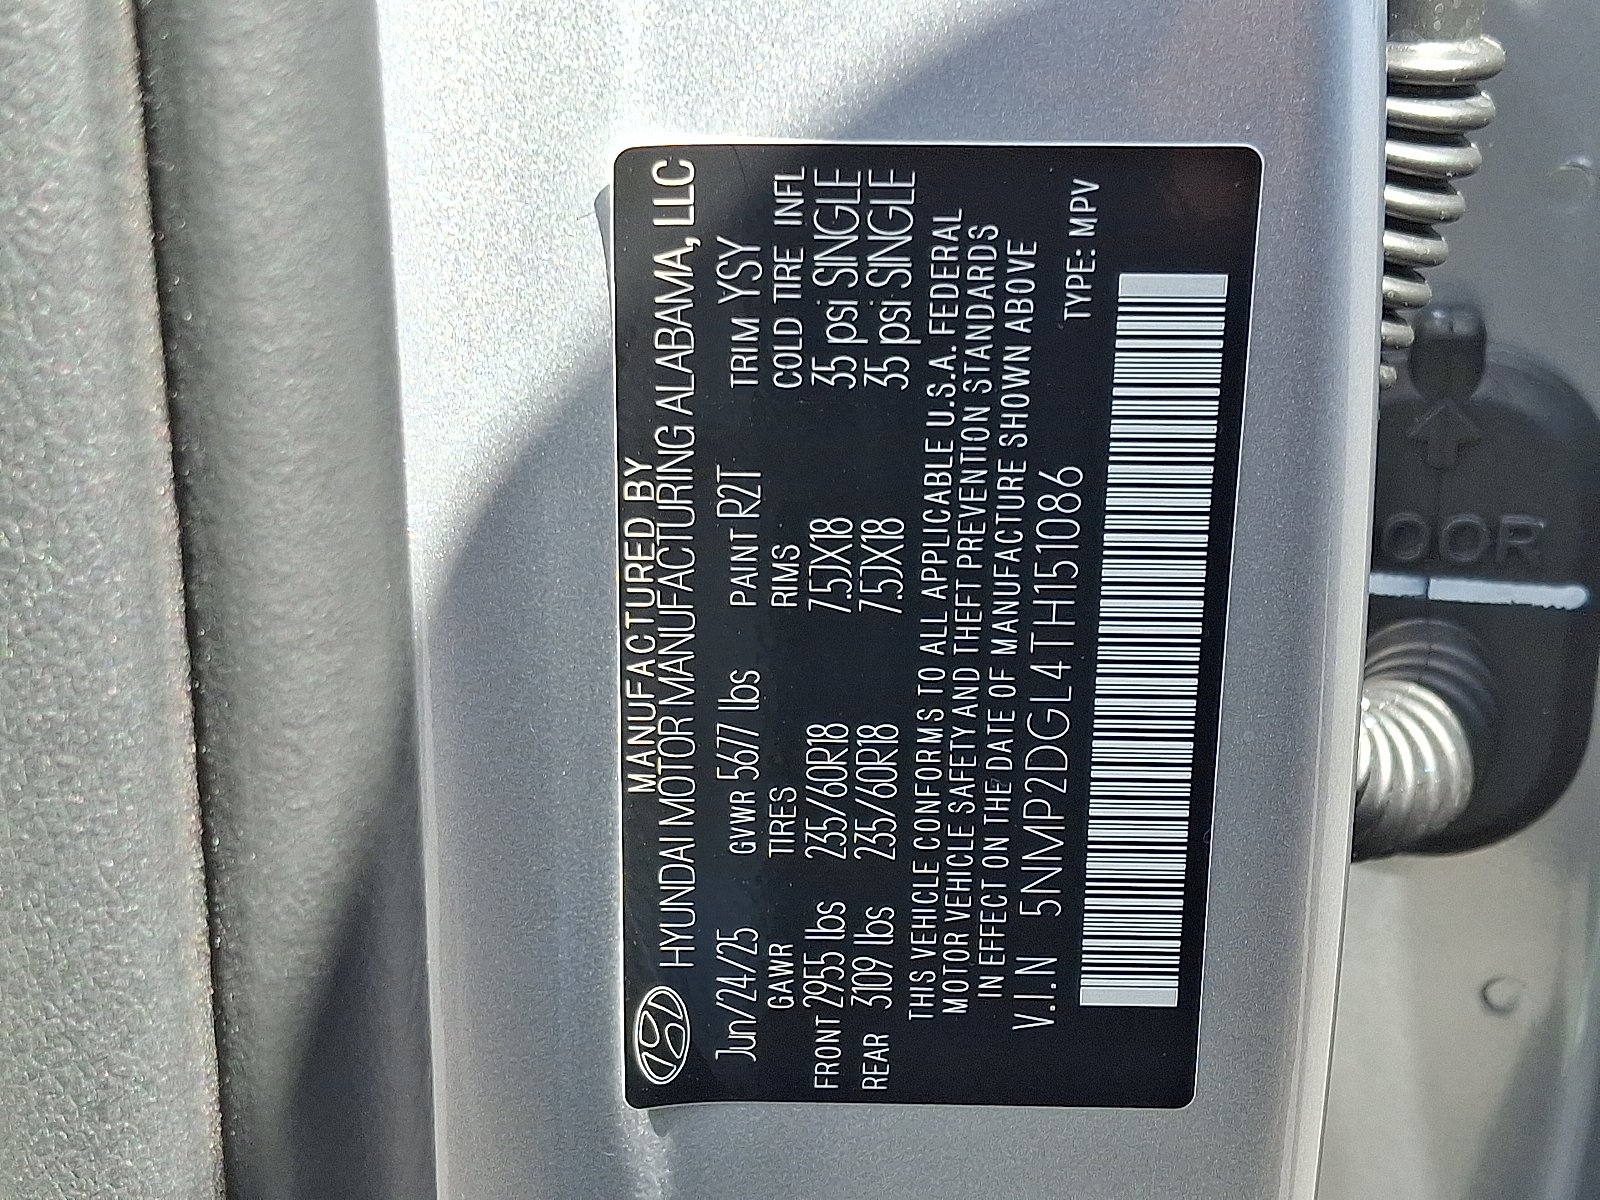 MANUFACTURED BY
HYUNDAI MOTOR MANUFACTURING ALABAMA, LLC
Jun/24/25 GVWR 5677 lbs PAINT R2T TRIM YSY
GAWR TIRES RIMS COLD TIRE INFL
FRONT 2955 lbs 235/60R18 7.5JX18 35 psi SINGLE
REAR 3109 lbs 235/60R18 7.5JX18 35 psi SINGLE
THIS VEHICLE CONFORMS TO ALL APPLICABLE U.S.A. FEDERAL
MOTOR VEHICLE SAFETY AND THEFT PREVENTION STANDARDS
IN EFFECT ON THE DATE OF MANUFACTURE SHOWN ABOVE
V.I.N 5NMP2DGL4TH151086
TYPE: MPV